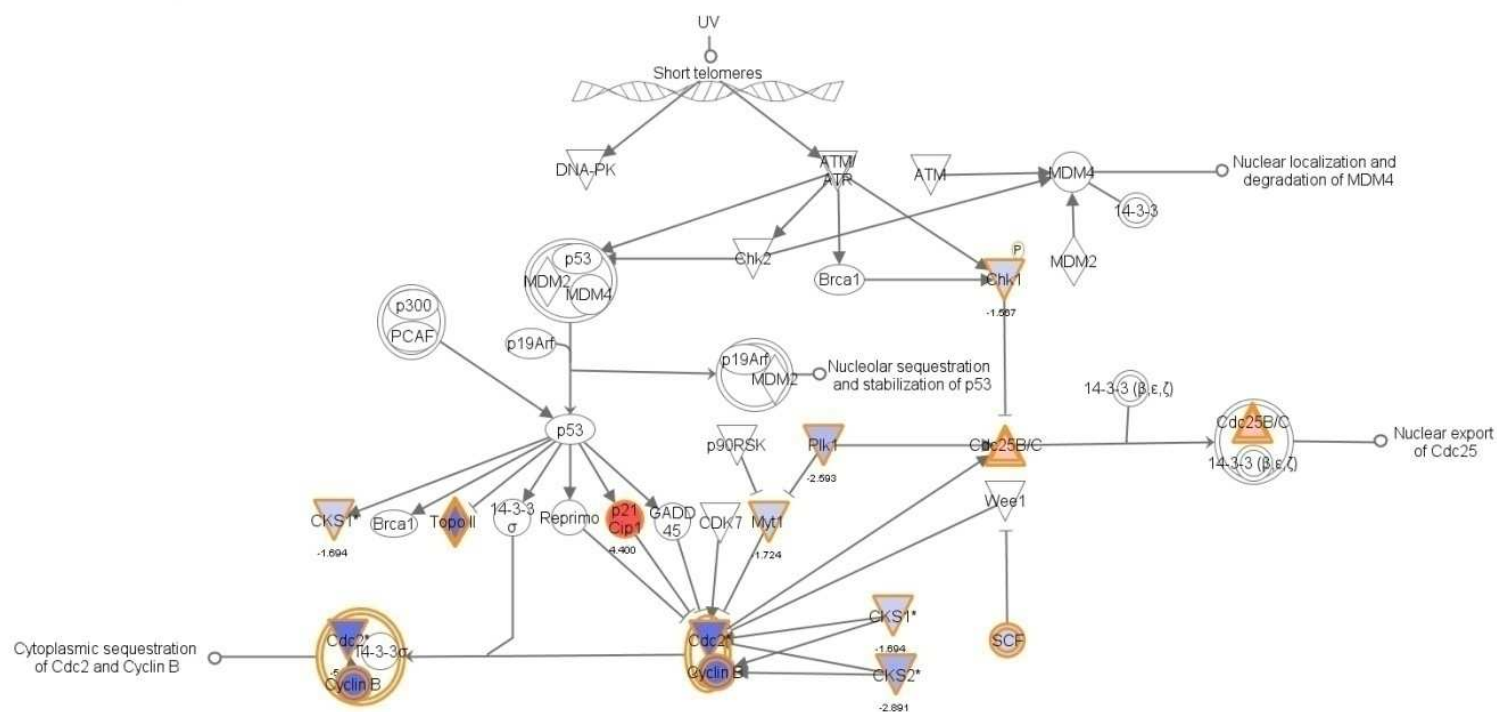 UV
Short telomeres
DNA-PK
ATM/
ATR
ATM
MDM4
Nuclear localization and
degradation of MDM4
14-3-3
p53
MDM2
MDM4
Chk2
Brca1
P
Chk1
-1.567
MDM2
p300
PCAF
p19Arf
p19Arf
MDM2
Nucleolar sequestration
and stabilization of p53
14-3-3 (β,ε,ζ)
p53
p90RSK
Plk1
-2.593
Cdc25B/C
Cdc25B/C
14-3-3 (β,ε,ζ)
Nuclear export
of Cdc25
CKS1*
-1.694
Brca1
Topo II
14-3-3
σ
Reprimo
p21
Cip1
4.400
GADD
45
CDK7
Myt1
-1.724
Wee1
Cytoplasmic sequestration
of Cdc2 and Cyclin B
Cdc2*
14-3-3σ
Cyclin B
Cdc2*
Cyclin B
CKS1*
-1.694
CKS2*
-2.891
SCF